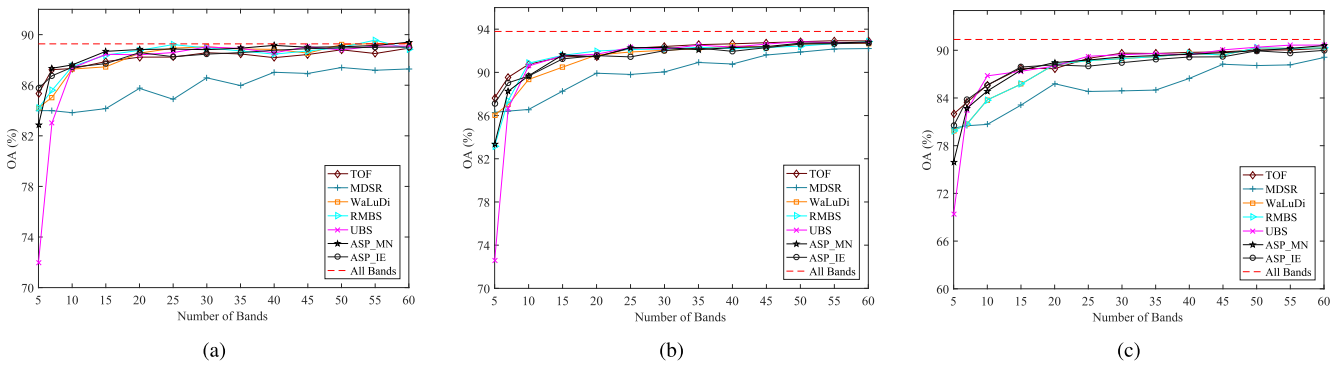 92
90
86
82
78
74
70
OA (%)
5 10 15 20 25 30 35 40 45 50 55 60
Number of Bands
TOF
MDSR
WaLuDi
RMBS
UBS
ASP_MN
ASP_IE
All Bands
(a)
96
94
90
86
82
78
74
70
OA (%)
5 10 15 20 25 30 35 40 45 50 55 60
Number of Bands
TOF
MDSR
WaLuDi
RMBS
UBS
ASP_MN
ASP_IE
All Bands
(b)
95
90
84
78
72
66
60
OA (%)
5 10 15 20 25 30 35 40 45 50 55 60
Number of Bands
TOF
MDSR
WaLuDi
RMBS
UBS
ASP_MN
ASP_IE
All Bands
(c)